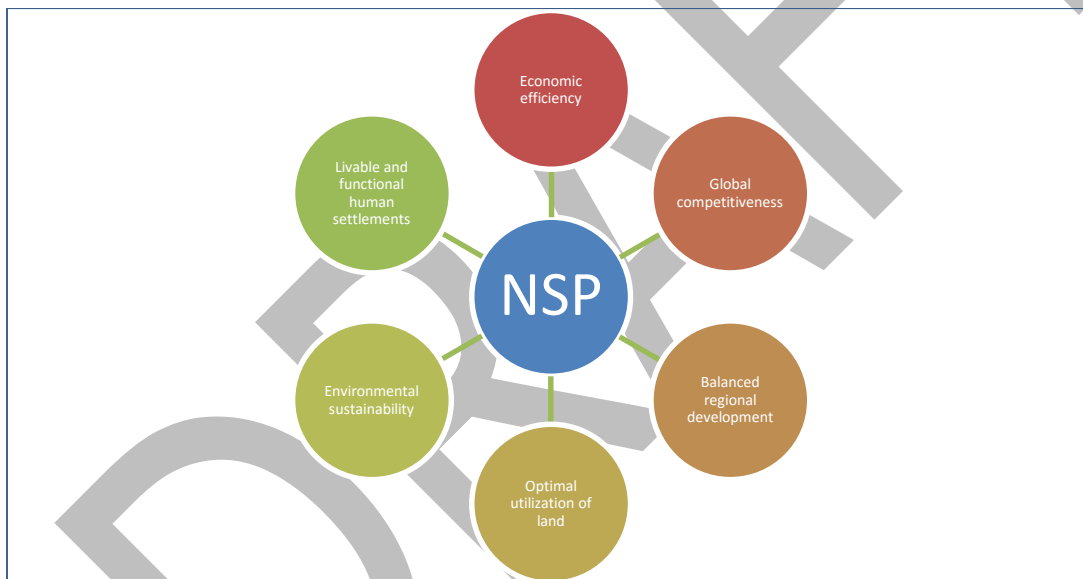 Economic
efficiency
Global
competitiveness
Balanced
regional
development
Optimal
utilization of
land
Environmental
sustainability
Livable and
functional
human
settlements
NSP